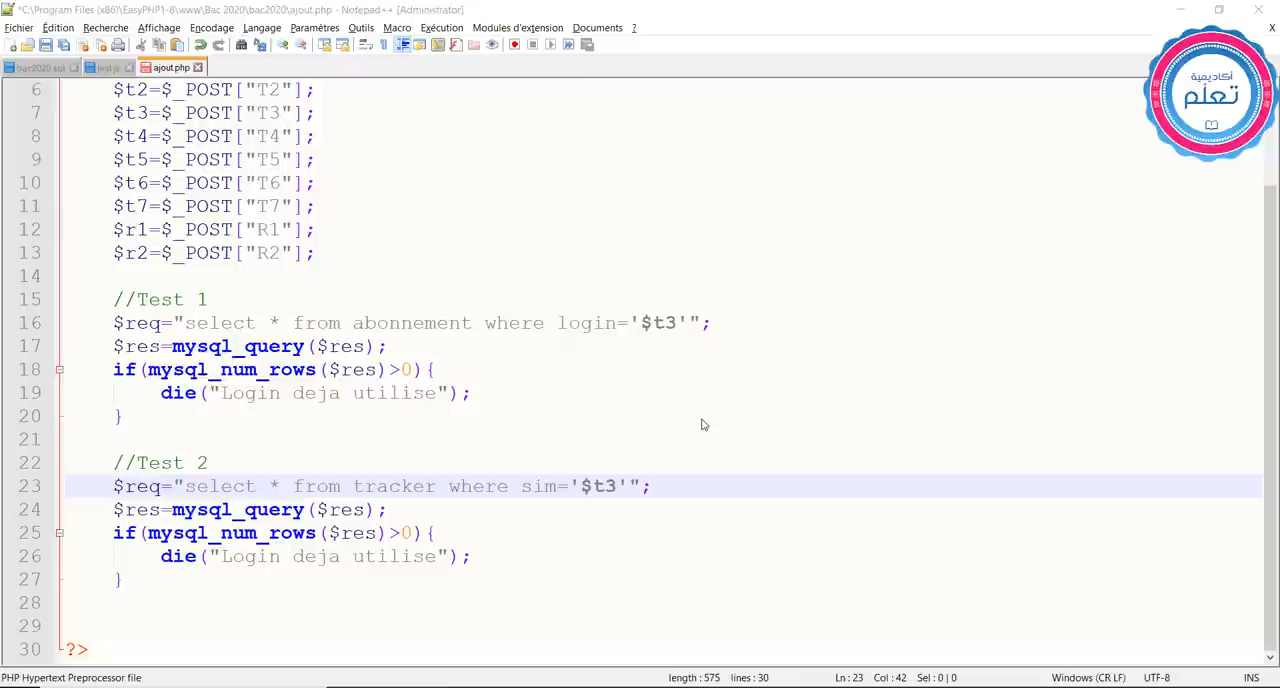 *C:\Program Files (x86)\EasyPHP1-8\www\Bac 2020\bac2020\ajout.php - Notepad++ [Administrator]
Fichier Édition Recherche Affichage Encodage Langage Paramètres Outils Macro Exécution Modules d'extension Documents ? X
bac2020 sql test.js ajout.php
أكاديمية
تعلّم
6 $t2=$_POST["T2"];
7 $t3=$_POST["T3"];
8 $t4=$_POST["T4"];
9 $t5=$_POST["T5"];
10 $t6=$_POST["T6"];
11 $t7=$_POST["T7"];
12 $r1=$_POST["R1"];
13 $r2=$_POST["R2"];
14
15 //Test 1
16 $req="select * from abonnement where login='$t3'";
17 $res=mysql_query($res);
18 if(mysql_num_rows($res)>0){
19 die("Login deja utilise");
20 }
21
22 //Test 2
23 $req="select * from tracker where sim='$t3'";
24 $res=mysql_query($res);
25 if(mysql_num_rows($res)>0){
26 die("Login deja utilise");
27 }
28
29
30 ?>
PHP Hypertext Preprocessor file length : 575 lines : 30 Ln : 23 Col : 42 Sel : 0 | 0 Windows (CR LF) UTF-8 INS